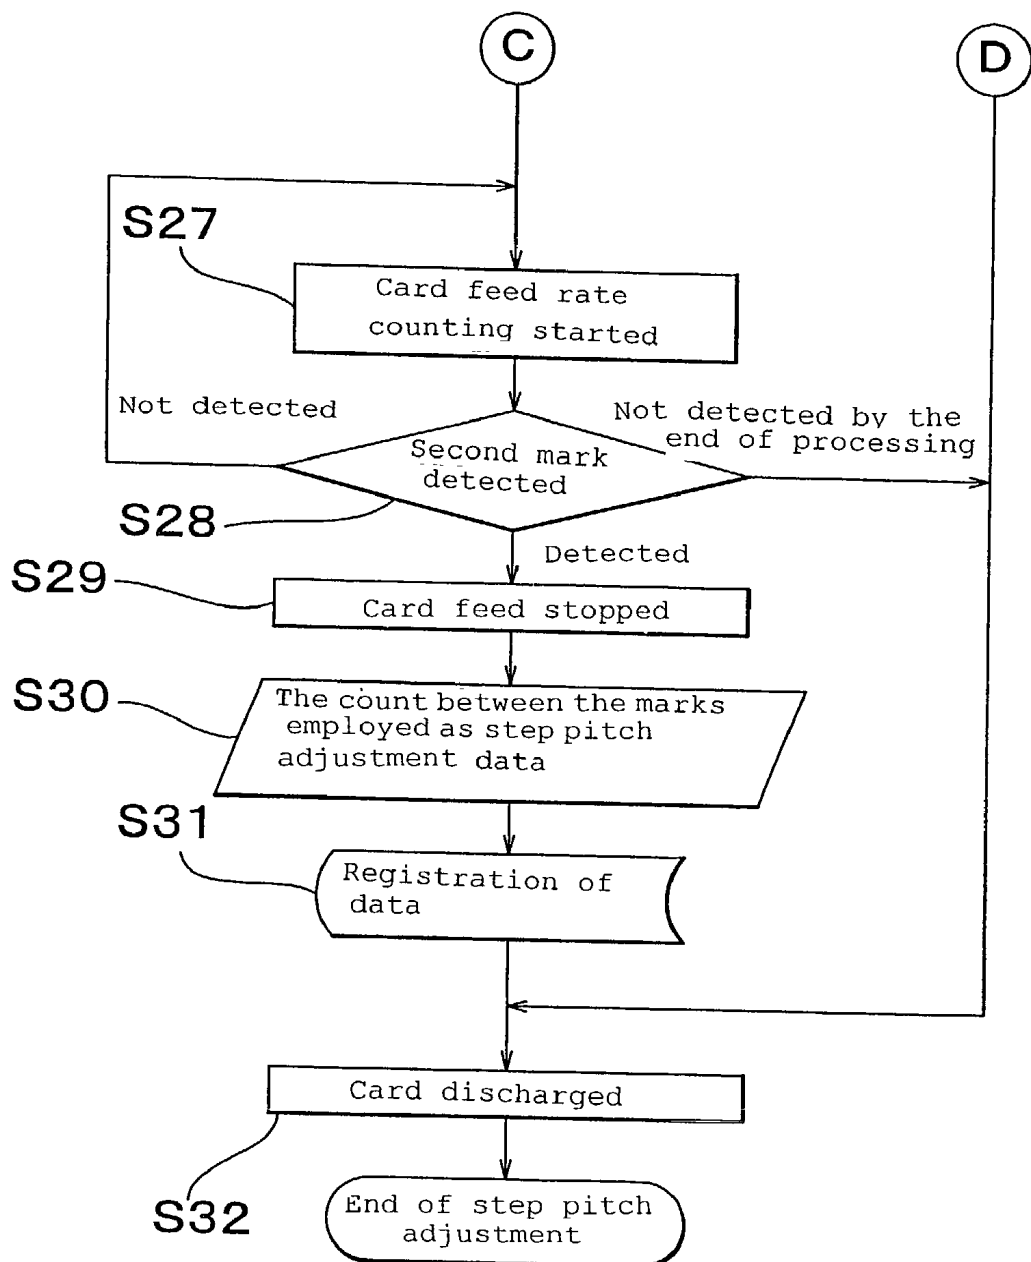 C
D
S27
Card feed rate
counting started
Not detected
Not detected by the
end of processing
Second mark
detected
S28
Detected
S29
Card feed stopped
S30
The count between the marks
employed as step pitch
adjustment data
S31
Registration of
data
Card discharged
S32
End of step pitch
adjustment